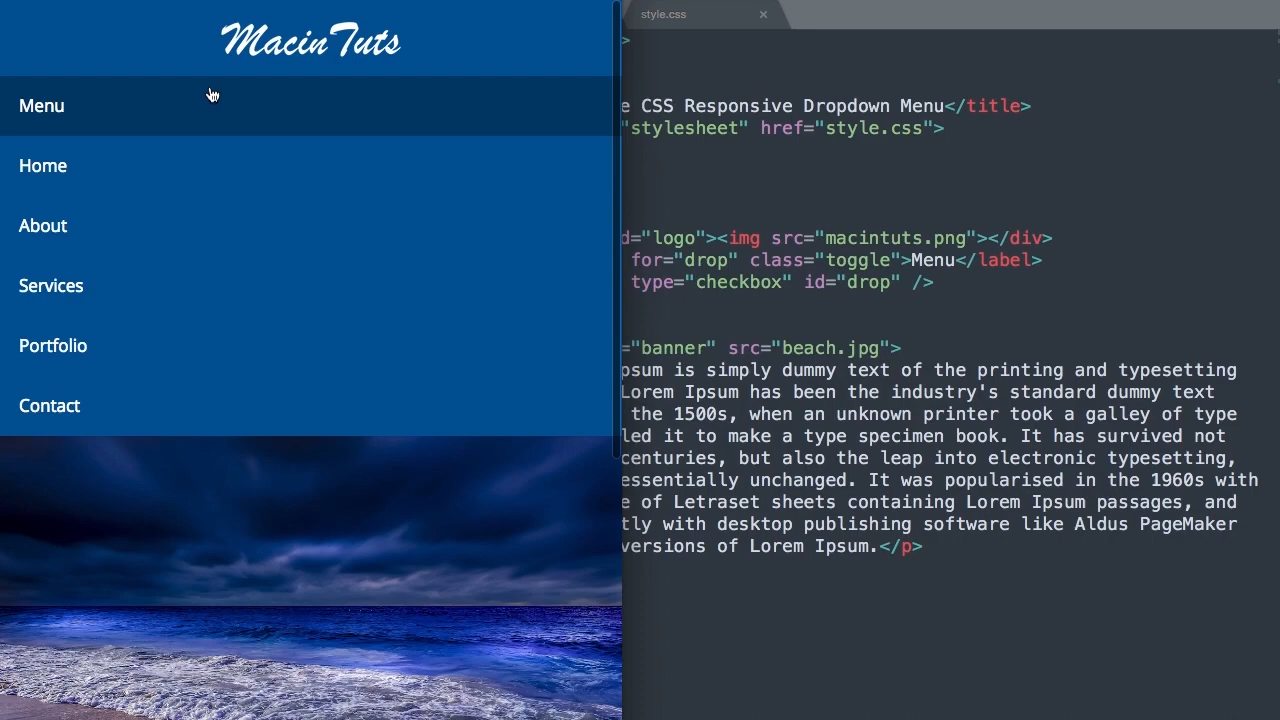 MacinTuts
Menu
Home
About
Services
Portfolio
Contact
style.css ×
>
e CSS Responsive Dropdown Menu</title>
"stylesheet" href="style.css">
d="logo"><img src="macintuts.png"></div>
for="drop" class="toggle">Menu</label>
type="checkbox" id="drop" />
="banner" src="beach.jpg">
psum is simply dummy text of the printing and typesetting
Lorem Ipsum has been the industry's standard dummy text
the 1500s, when an unknown printer took a galley of type
led it to make a type specimen book. It has survived not
centuries, but also the leap into electronic typesetting,
essentially unchanged. It was popularised in the 1960s with
e of Letraset sheets containing Lorem Ipsum passages, and
tly with desktop publishing software like Aldus PageMaker
versions of Lorem Ipsum.</p>